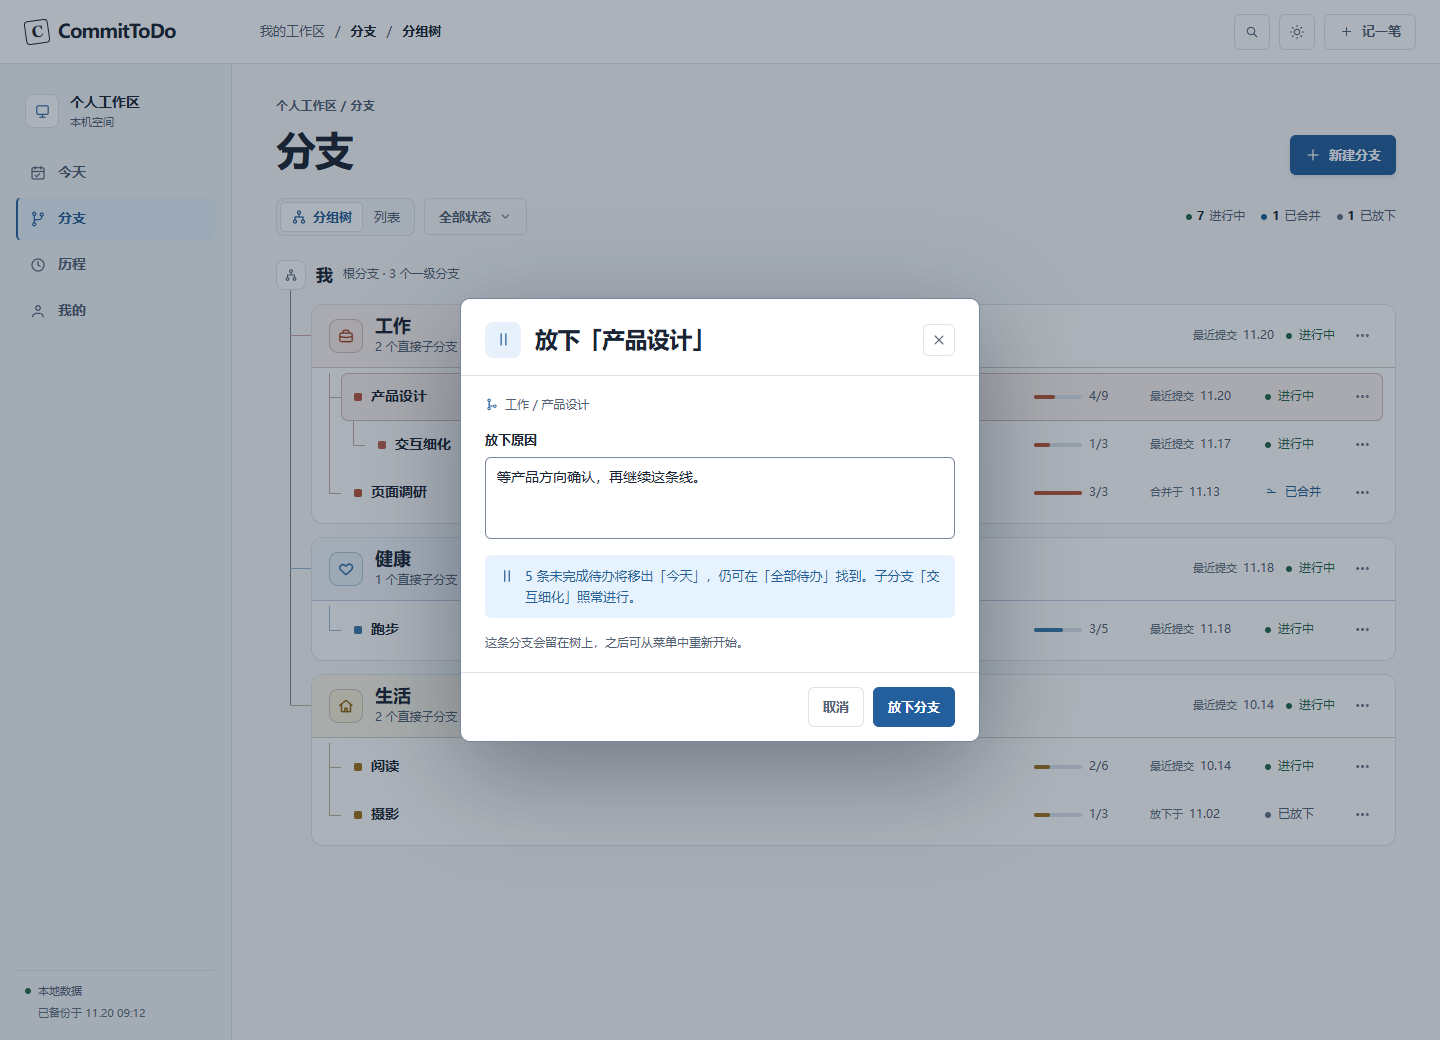 C CommitToDo
我的工作区 / 分支 / 分组树
+ 记一笔
个人工作区
本机空间
今天
分支
历程
我的
本地数据
已备份于 11.20 09:12
个人工作区 / 分支
分支
+ 新建分支
分组树 列表 全部状态
7 进行中 1 已合并 1 已放下
我 根分支 · 3 个一级分支
工作
2 个直接子分支
最近提交 11.20 进行中
产品设计 4/9 最近提交 11.20 进行中
交互细化 1/3 最近提交 11.17 进行中
页面调研 3/3 合并于 11.13 已合并
健康
1 个直接子分支
最近提交 11.18 进行中
跑步 3/5 最近提交 11.18 进行中
生活
2 个直接子分支
最近提交 10.14 进行中
阅读 2/6 最近提交 10.14 进行中
摄影 1/3 放下于 11.02 已放下
放下「产品设计」
工作 / 产品设计
放下原因
等产品方向确认，再继续这条线。
5 条未完成待办将移出「今天」，仍可在「全部待办」找到。子分支「交
互细化」照常进行。
这条分支会留在树上，之后可从菜单中重新开始。
取消 放下分支